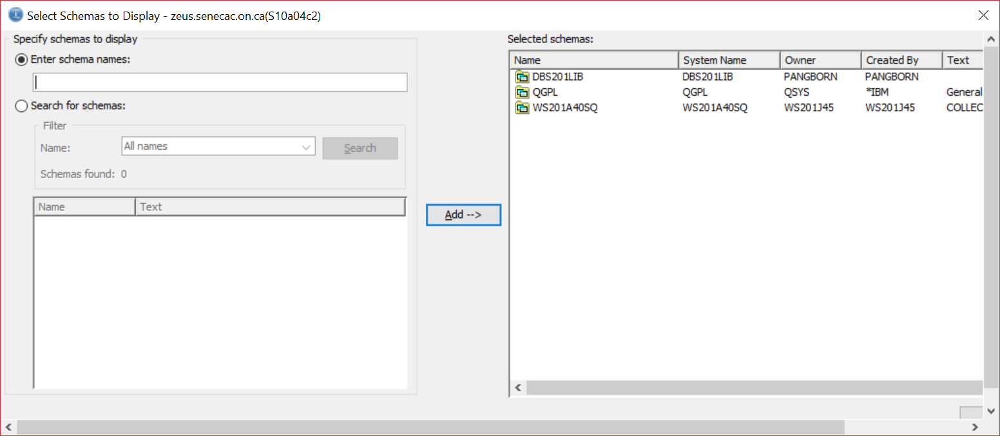 Select Schemas to Display - zeus.senecac.on.ca(S10a04c2)
Specify schemas to display
Enter schema names:
Search for schemas:
Filter
Name: All names Search
Schemas found: 0
Name Text
Add -->
Selected schemas:
Name System Name Owner Created By Text
DBS201LIB DBS201LIB PANGBORN PANGBORN
QGPL QGPL QSYS *IBM General
WS201A40SQ WS201A40SQ WS201J45 WS201J45 COLLEC